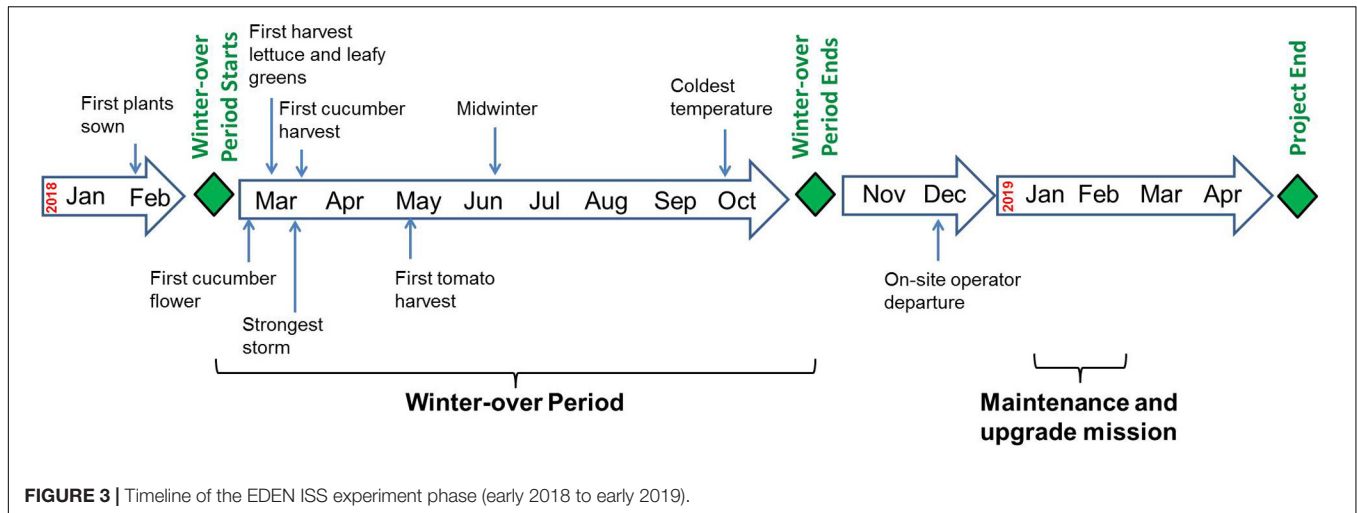 First plants
sown
Winter-over
Period Starts
First harvest
lettuce and leafy
greens
First cucumber
harvest
Midwinter
Coldest
temperature
Winter-over
Period Ends
Project End
2018 Jan Feb
Mar Apr May Jun Jul Aug Sep Oct
Nov Dec
2019 Jan Feb Mar Apr
First cucumber
flower
Strongest
storm
First tomato
harvest
On-site operator
departure
Winter-over Period
Maintenance and
upgrade mission
FIGURE 3 | Timeline of the EDEN ISS experiment phase (early 2018 to early 2019).